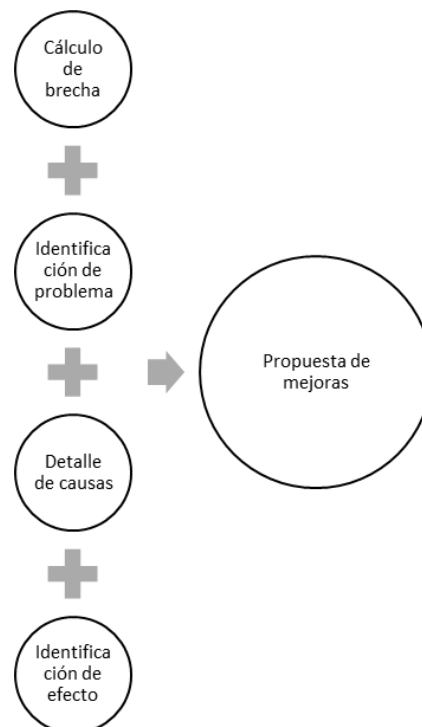 Cálculo
de
brecha
Identifica
ción de
problema
Propuesta de
mejoras
Detalle
de causas
Identifica
ción de
efecto